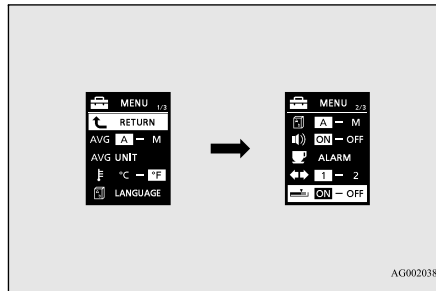 MENU 1/3
RETURN
AVG A – M
AVG UNIT
°C – °F
LANGUAGE
MENU 2/3
A – M
ON – OFF
ALARM
1 – 2
ON – OFF
AG002038